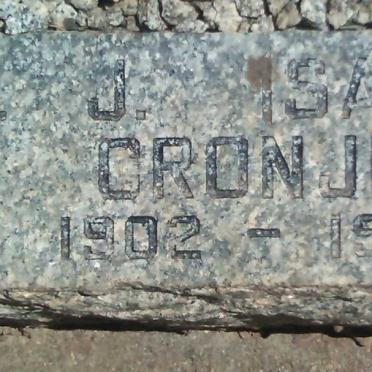 J. ISA
CRONJ
1902 - 19